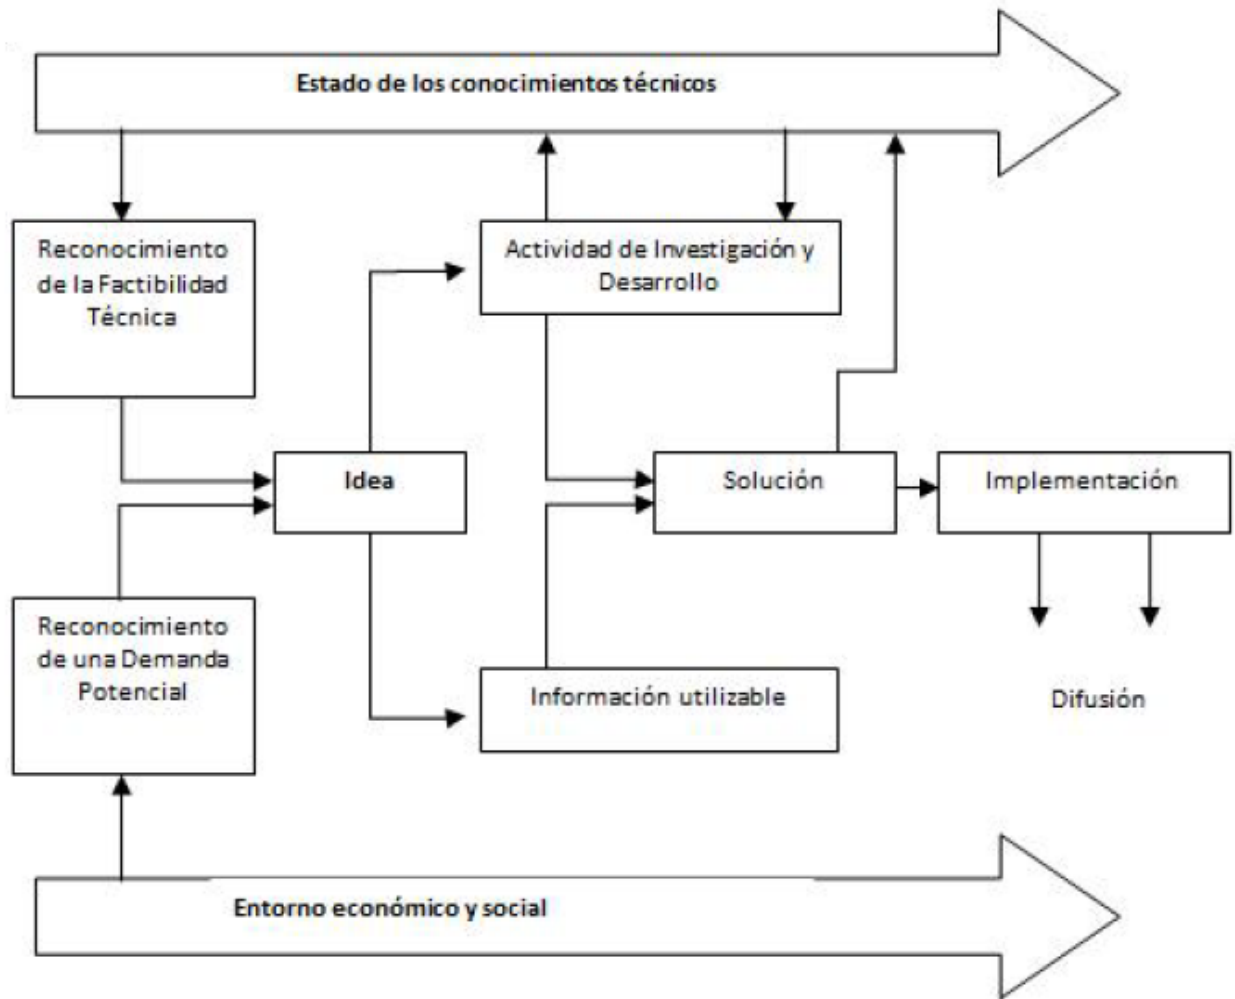 Estado de los conocimientos técnicos
Reconocimiento
de la Factibilidad
Técnica
Actividad de Investigación y
Desarrollo
Idea
Solución
Implementación
Reconocimiento
de una Demanda
Potencial
Información utilizable
Difusión
Entorno económico y social